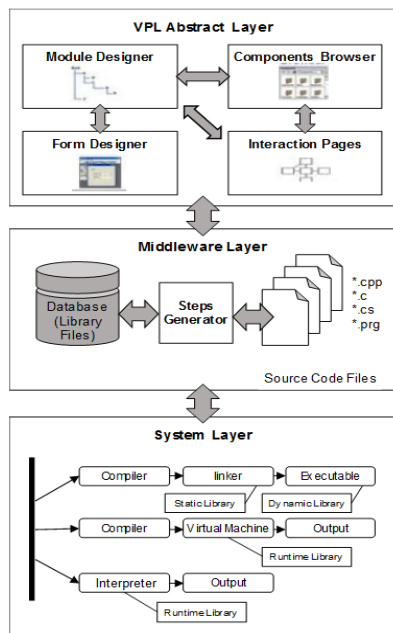 VPL Abstract Layer
Module Designer
Components Browser
Form Designer
Interaction Pages
Middleware Layer
Database
(Library
Files)
Steps
Generator
*.cpp
*.c
*.cs
*.prg
Source Code Files
System Layer
Compiler
linker
Executable
Static Library
Dynamic Library
Compiler
Virtual Machine
Output
Runtime Library
Interpreter
Output
Runtime Library